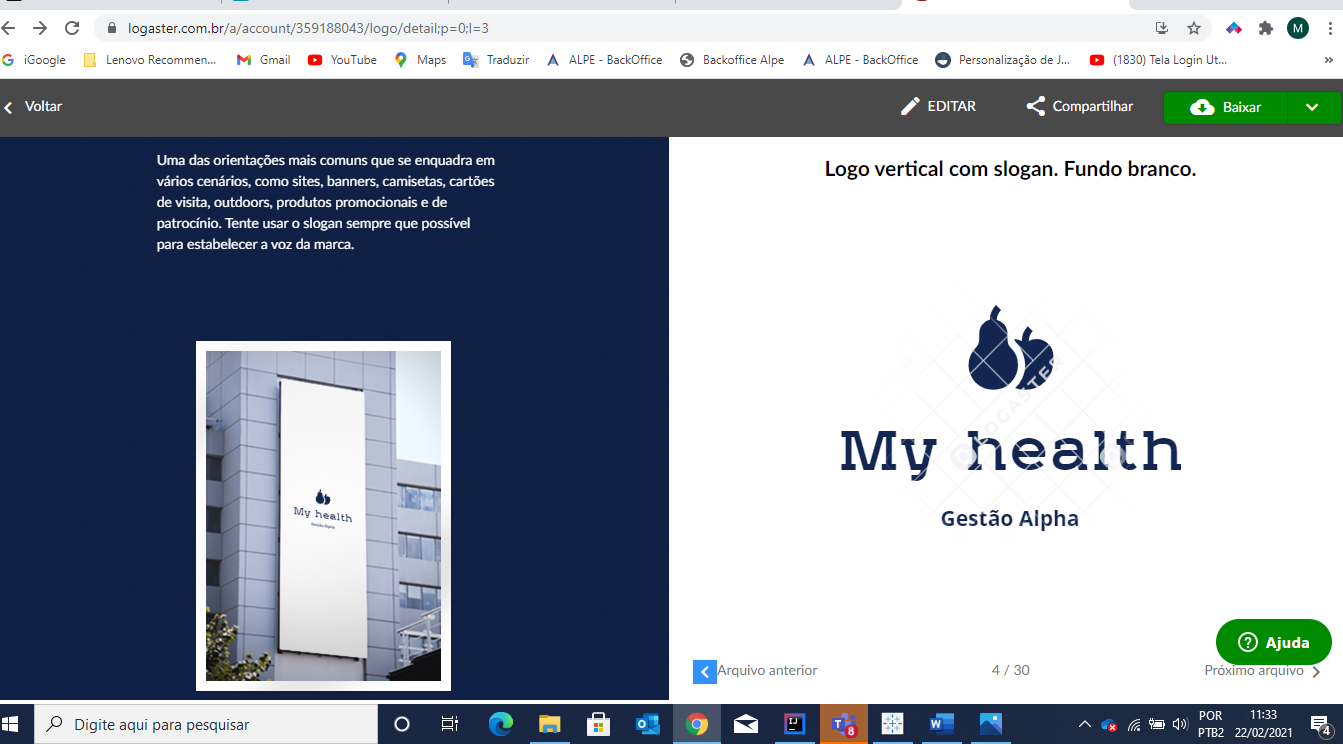 logaster.com.br/a/account/359188043/logo/detail;p=0;l=3
M
iGoogle
Lenovo Recommen...
Gmail
YouTube
Maps
Traduzir
ALPE - BackOffice
Backoffice Alpe
ALPE - BackOffice
Personalização de J...
(1830) Tela Login Ut...
»
Voltar
EDITAR
Compartilhar
Baixar
Uma das orientações mais comuns que se enquadra em
vários cenários, como sites, banners, camisetas, cartões
de visita, outdoors, produtos promocionais e de
patrocínio. Tente usar o slogan sempre que possível
para estabelecer a voz da marca.
My health
Gestão Alpha
Logo vertical com slogan. Fundo branco.
LOGASTER
My health
Gestão Alpha
Ajuda
Arquivo anterior
4 / 30
Próximo arquivo
Digite aqui para pesquisar
8
POR
PTB2
11:33
22/02/2021
4